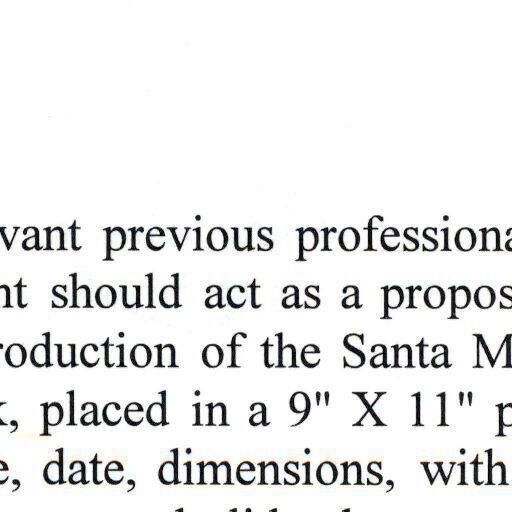 vant previous professiona
nt should act as a propos
roduction of the Santa M
k, placed in a 9" X 11" p
e, date, dimensions, with